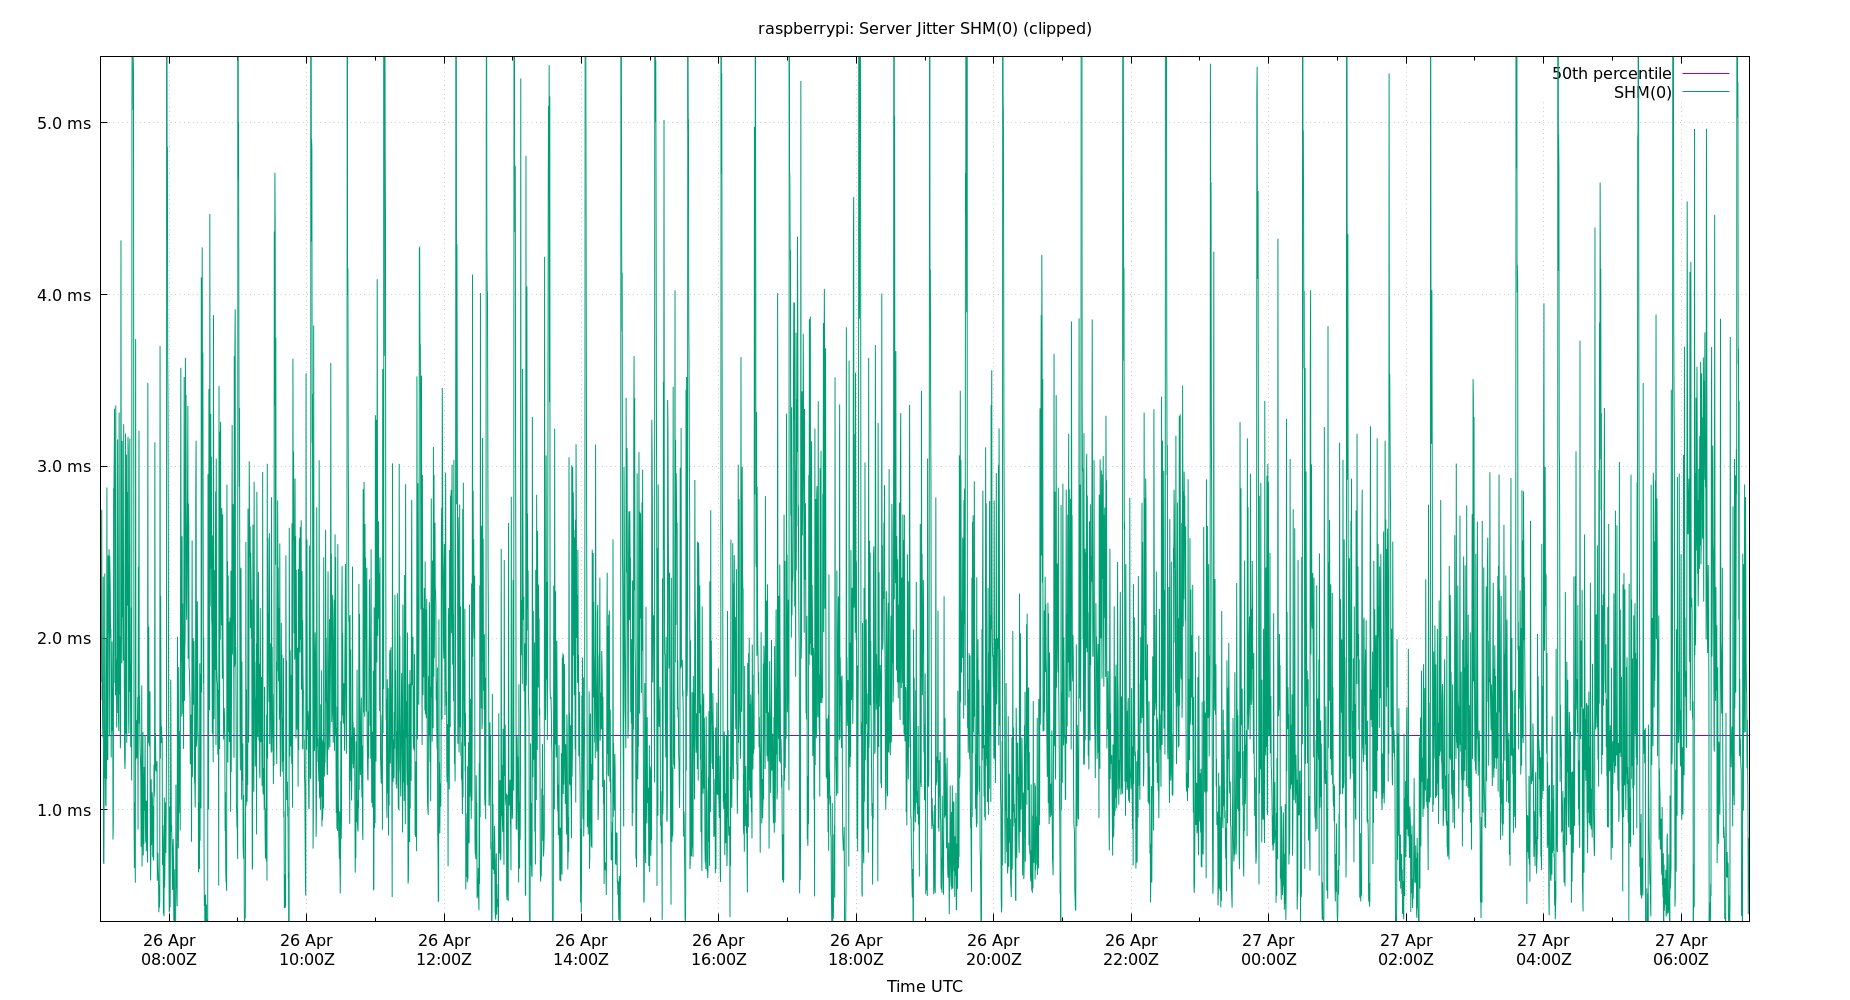 raspberrypi: Server Jitter SHM(0) (clipped)
50th percentile
SHM(0)
5.0 ms
4.0 ms
3.0 ms
2.0 ms
1.0 ms
26 Apr 26 Apr 26 Apr 26 Apr 26 Apr 26 Apr 26 Apr 26 Apr 27 Apr 27 Apr 27 Apr 27 Apr
08:00Z 10:00Z 12:00Z 14:00Z 16:00Z 18:00Z 20:00Z 22:00Z 00:00Z 02:00Z 04:00Z 06:00Z
Time UTC